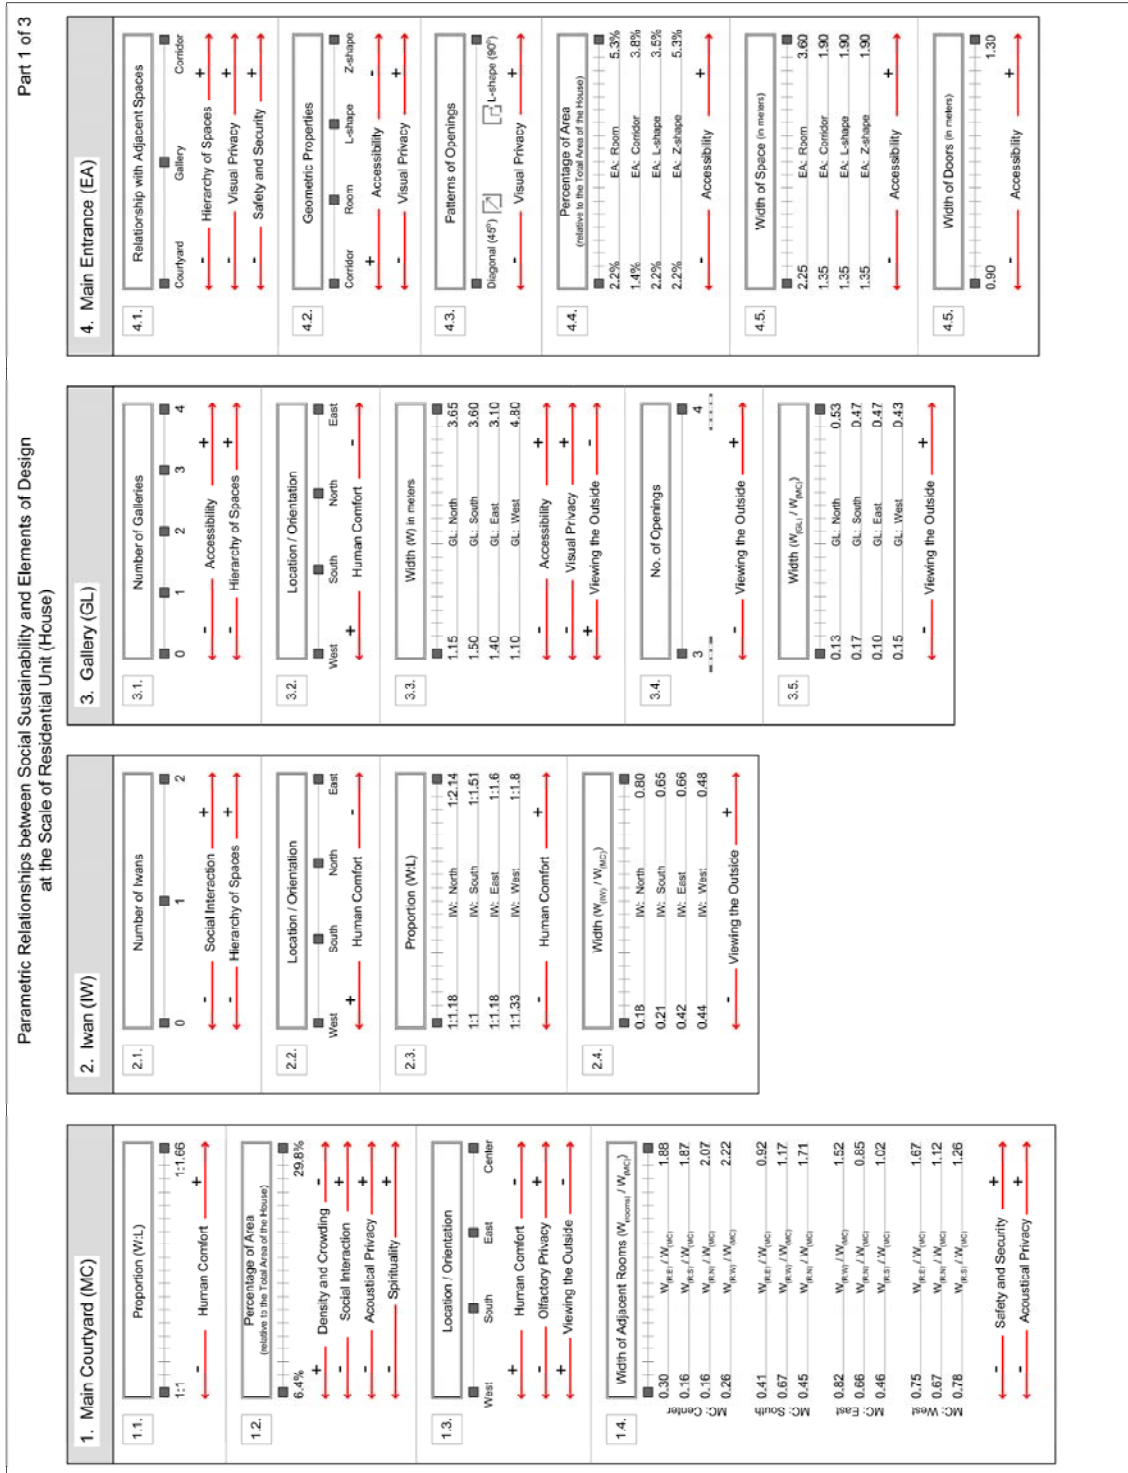 Part 1 of 3
Parametric Relationships between Social Sustainability and Elements of Design
at the Scale of Residential Unit (House)
1. Main Courtyard (MC)
1.1.
Proportion (W:L)
1:1 1:1.66
- Human Comfort +
1.2.
Percentage of Area
(relative to the Total Area of the House)
6.4% 29.8%
+ Density and Crowding -
- Social Interaction +
- Acoustical Privacy +
- Spirituality +
1.3.
Location / Orientation
West South East Center
+ Human Comfort -
- Olfactory Privacy +
+ Viewing the Outside -
1.4.
Width of Adjacent Rooms (W(rooms) / W(MC))
MC: Center
0.30 W(R:E) / W(MC) 1.88
0.16 W(R:S) / W(MC) 1.87
0.16 W(R:N) / W(MC) 2.07
0.26 W(R:W) / W(MC) 2.22
MC: South
0.41 W(R:E) / W(MC) 0.92
0.67 W(R:W) / W(MC) 1.17
0.45 W(R:N) / W(MC) 1.71
MC: East
0.82 W(R:W) / W(MC) 1.52
0.66 W(R:N) / W(MC) 0.85
0.46 W(R:S) / W(MC) 1.02
MC: West
0.75 W(R:E) / W(MC) 1.67
0.67 W(R:N) / W(MC) 1.12
0.78 W(R:S) / W(MC) 1.26
- Safety and Security +
- Acoustical Privacy +
2. Iwan (IW)
2.1.
Number of Iwans
0 1 2
- Social Interaction +
- Hierarchy of Spaces +
2.2.
Location / Orientation
West South North East
+ Human Comfort -
2.3.
Proportion (W:L)
1:1.18 IW: North 1:2.14
1:1 IW: South 1:1.51
1:1.18 IW: East 1:1.6
1:1.33 IW: West 1:1.8
- Human Comfort +
2.4.
Width (W(IW) / W(MC))
0.18 IW: North 0.80
0.21 IW: South 0.65
0.42 IW: East 0.66
0.44 IW: West 0.48
- Viewing the Outside +
3. Gallery (GL)
3.1.
Number of Galleries
0 1 2 3 4
- Accessibility +
- Hierarchy of Spaces +
3.2.
Location / Orientation
West South North East
+ Human Comfort -
3.3.
Width (W) in meters
1.15 GL: North 3.65
1.50 GL: South 3.60
1.40 GL: East 3.10
1.10 GL: West 4.80
- Accessibility +
- Visual Privacy +
+ Viewing the Outside -
3.4.
No. of Openings
3 4
- Viewing the Outside +
3.5.
Width (W(GL) / W(MC))
0.13 GL: North 0.53
0.17 GL: South 0.47
0.10 GL: East 0.47
0.15 GL: West 0.43
- Viewing the Outside +
4. Main Entrance (EA)
4.1.
Relationship with Adjacent Spaces
Courtyard Gallery Corridor
- Hierarchy of Spaces +
- Visual Privacy +
- Safety and Security +
4.2.
Geometric Properties
Corridor Room L-shape Z-shape
+ Accessibility -
- Visual Privacy +
4.3.
Patterns of Openings
Diagonal (45°) L-shape (90°)
- Visual Privacy +
4.4.
Percentage of Area
(relative to the Total Area of the House)
2.2% EA: Room 5.3%
1.4% EA: Corridor 3.8%
2.2% EA: L-shape 3.5%
2.2% EA: Z-shape 5.3%
- Accessibility +
4.5.
Width of Space (in meters)
2.25 EA: Room 3.60
1.35 EA: Corridor 1.90
1.35 EA: L-shape 1.90
1.35 EA: Z-shape 1.90
- Accessibility +
4.5.
Width of Doors (in meters)
0.90 1.30
- Accessibility +